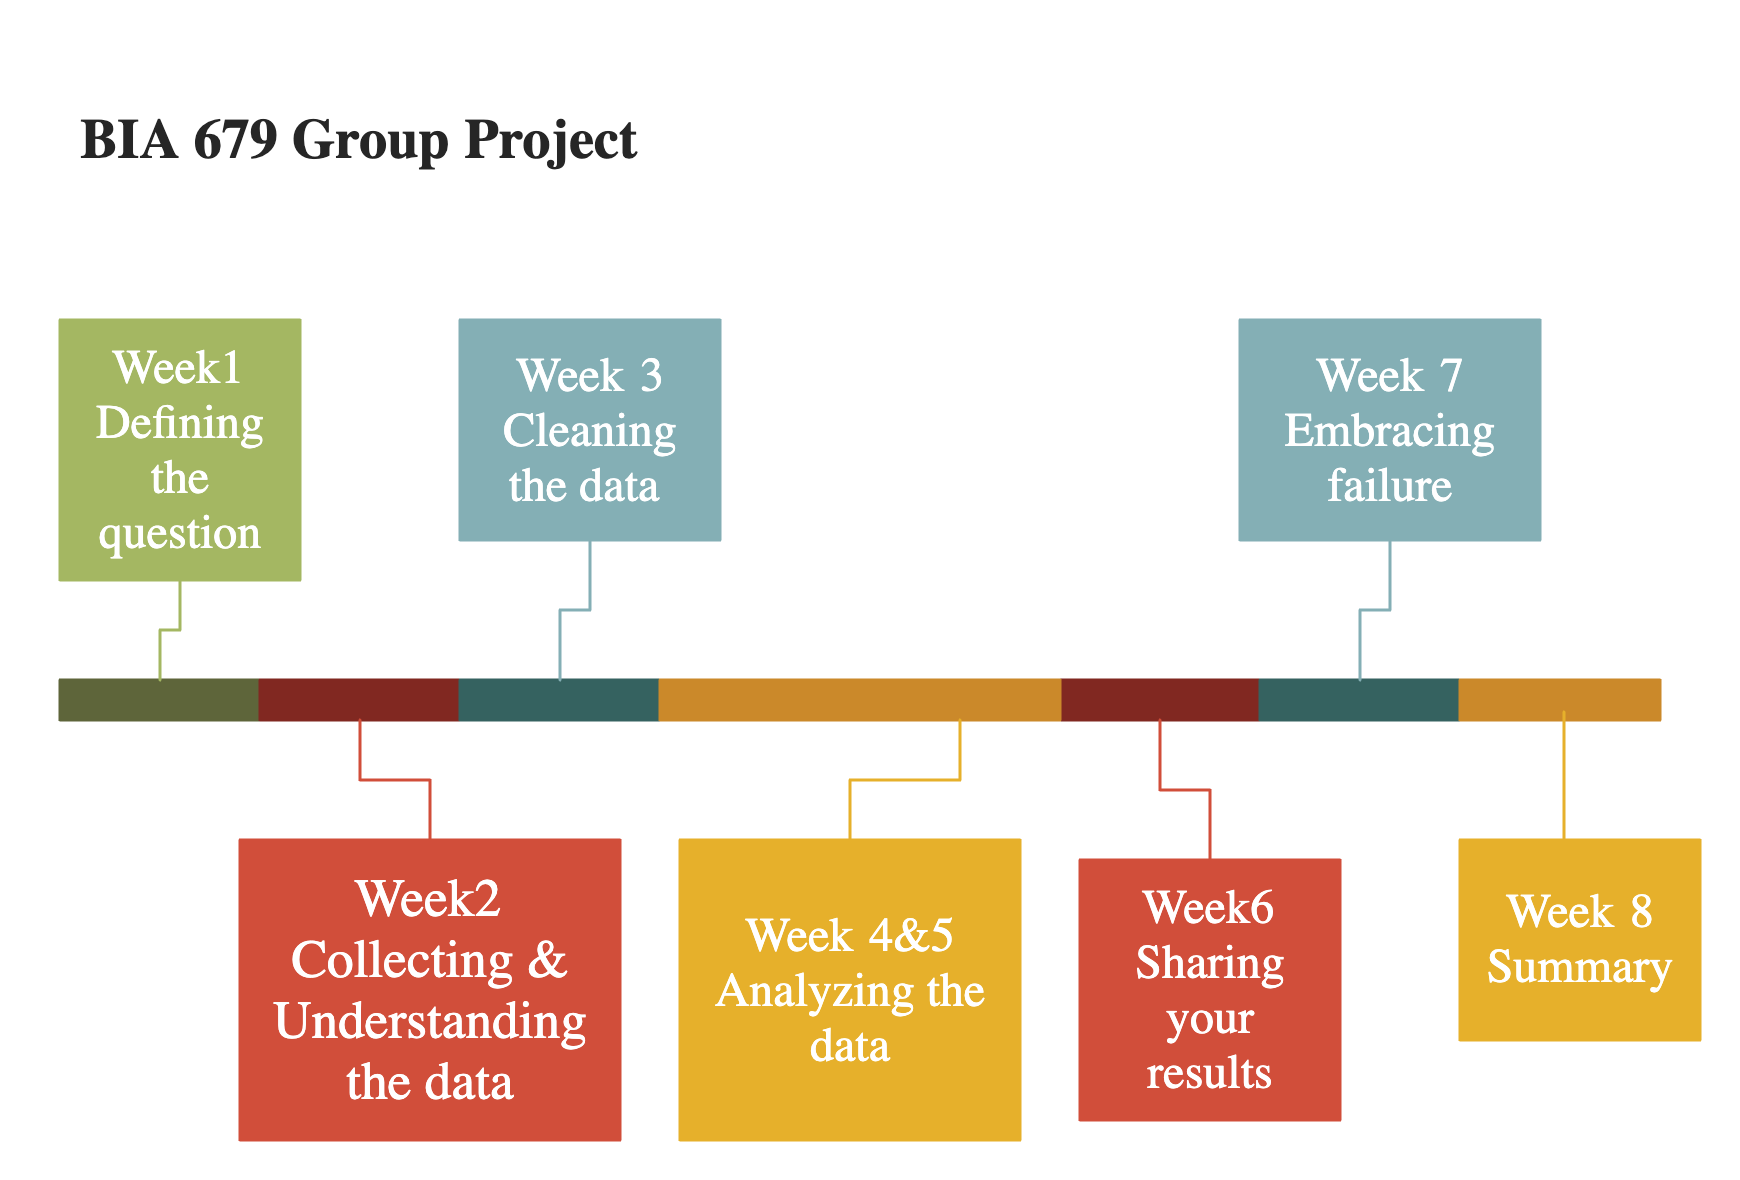 BIA 679 Group Project
Week1
Defining
the
question
Week2
Collecting &
Understanding
the data
Week 3
Cleaning
the data
Week 4&5
Analyzing the
data
Week6
Sharing
your
results
Week 7
Embracing
failure
Week 8
Summary